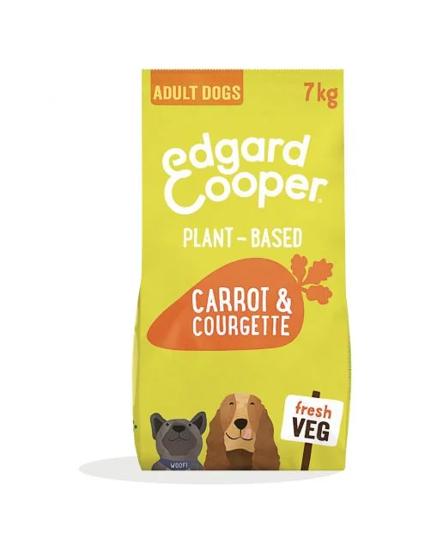 ADULT DOGS
7kg
edgard
Cooper®
PLANT-BASED
CARROT &
COURGETTE
fresh
VEG
WOOF!